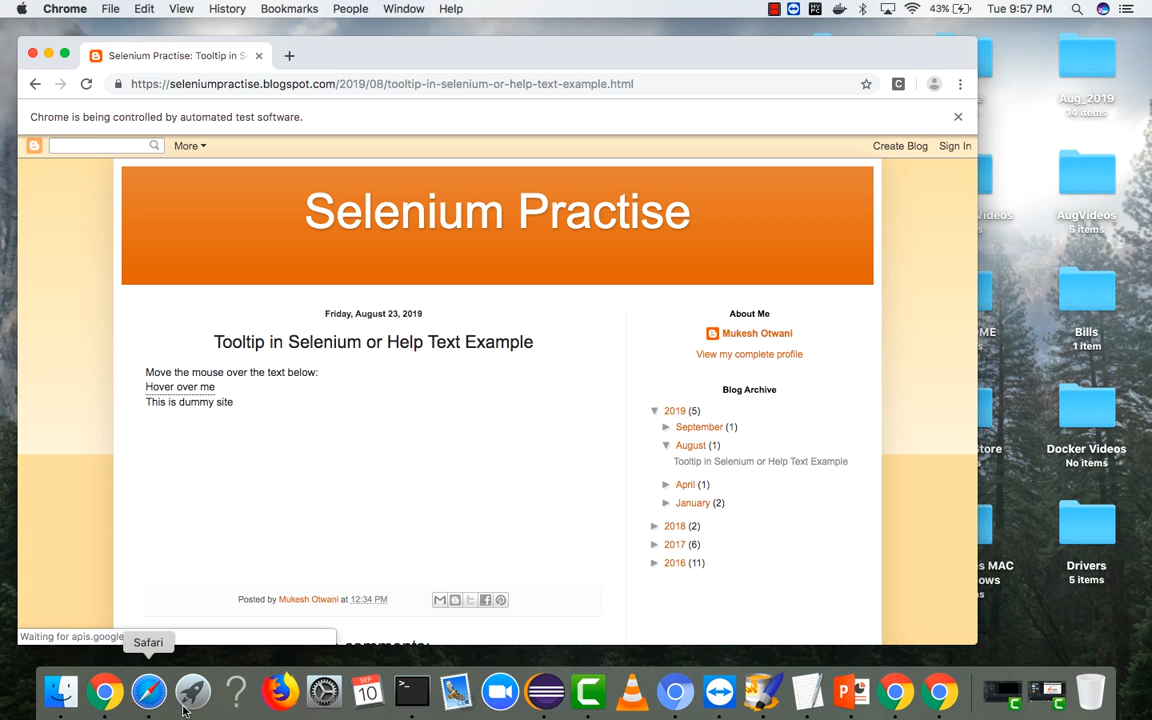 Chrome File Edit View History Bookmarks People Window Help 43% Tue 9:57 PM
Selenium Practise: Tooltip in S
https://seleniumpractise.blogspot.com/2019/08/tooltip-in-selenium-or-help-text-example.html
Chrome is being controlled by automated test software.
More Create Blog Sign In
Selenium Practise
Friday, August 23, 2019
Tooltip in Selenium or Help Text Example
Move the mouse over the text below:
Hover over me
This is dummy site
Posted by Mukesh Otwani at 12:34 PM
About Me
Mukesh Otwani
View my complete profile
Blog Archive
2019 (5)
September (1)
August (1)
Tooltip in Selenium or Help Text Example
April (1)
January (2)
2018 (2)
2017 (6)
2016 (11)
Waiting for apis.google
Safari
Aug_2019
14 items
Videos
AugVideos
5 items
OME
Bills
1 item
Store
Docker Videos
No items
s MAC
ows
Drivers
5 items
SEP
10